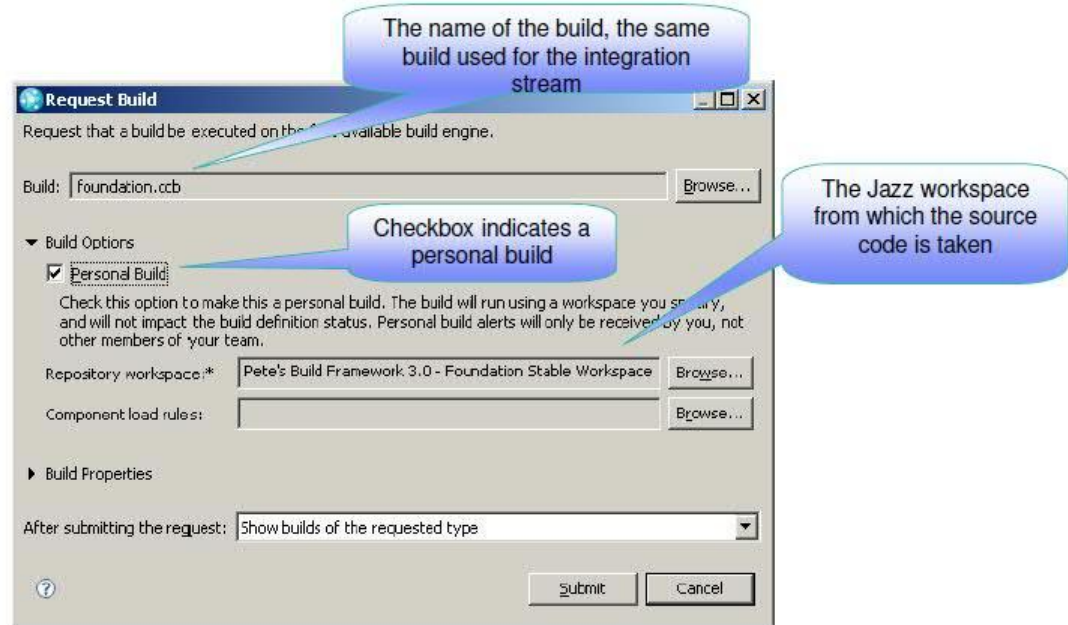 The name of the build, the same
build used for the integration
stream
Request Build
Request that a build be executed on the available build engine.
Build: foundation.ccb Browse...
The Jazz workspace
from which the source
code is taken
Checkbox indicates a
personal build
Build Options
Personal Build
Check this option to make this a personal build. The build will run using a workspace you
and will not impact the build definition status. Personal build alerts will only be received by you, not
other members of your team.
Repository workspace:* Pete's Build Framework 3.0 - Foundation Stable Workspace Browse...
Component load rules: Browse...
Build Properties
After submitting the request: Show builds of the requested type
Submit Cancel